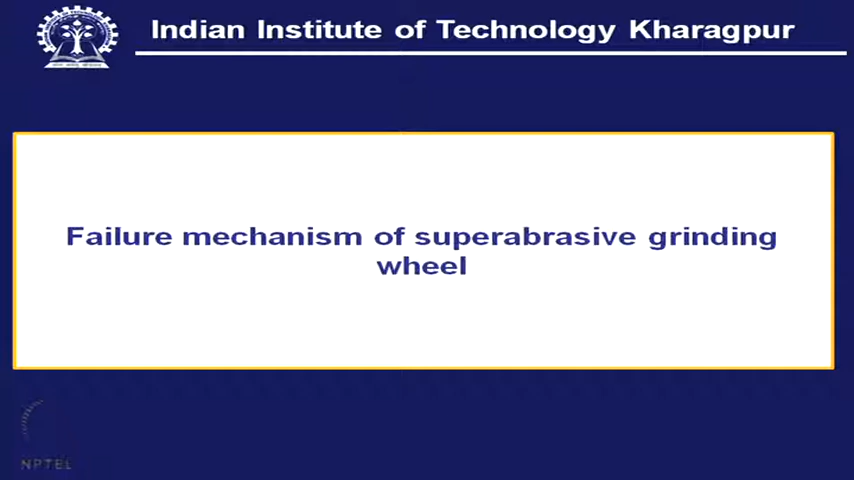 Indian Institute of Technology Kharagpur
Failure mechanism of superabrasive grinding
wheel
NPTEL